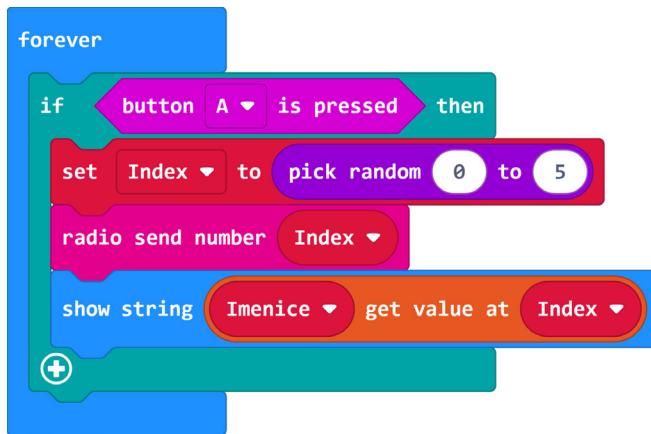 forever
if button A is pressed then
set Index to pick random 0 to 5
radio send number Index
show string Imenice get value at Index